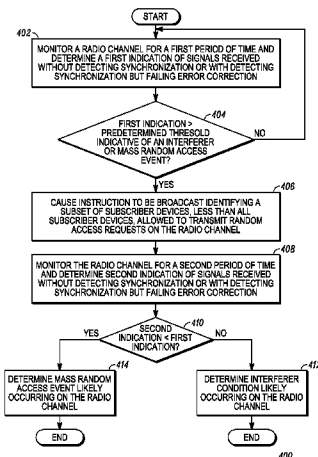 START
402
MONITOR A RADIO CHANNEL FOR A FIRST PERIOD OF TIME AND
DETERMINE A FIRST INDICATION OF SIGNALS RECEIVED
WITHOUT DETECTING SYNCHRONIZATION OR WITH DETECTING
SYNCHRONIZATION BUT FAILING ERROR CORRECTION
404
FIRST INDICATION >
PREDETERMINED THRESHOLD
INDICATIVE OF AN INTERFERER
OR MASS RANDOM ACCESS
EVENT?
NO
YES
406
CAUSE INSTRUCTION TO BE BROADCAST IDENTIFYING A
SUBSET OF SUBSCRIBER DEVICES, LESS THAN ALL
SUBSCRIBER DEVICES, ALLOWED TO TRANSMIT RANDOM
ACCESS REQUESTS ON THE RADIO CHANNEL
408
MONITOR THE RADIO CHANNEL FOR A SECOND PERIOD OF TIME
AND DETERMINE SECOND INDICATION OF SIGNALS RECEIVED
WITHOUT DETECTING SYNCHRONIZATION OR WITH DETECTING
SYNCHRONIZATION BUT FAILING ERROR CORRECTION
410
YES
SECOND
INDICATION < FIRST
INDICATION?
NO
414
DETERMINE MASS RANDOM
ACCESS EVENT LIKELY
OCCURRING ON THE RADIO
CHANNEL
412
DETERMINE INTERFERER
CONDITION LIKELY
OCCURRING ON THE RADIO
CHANNEL
END
END
400